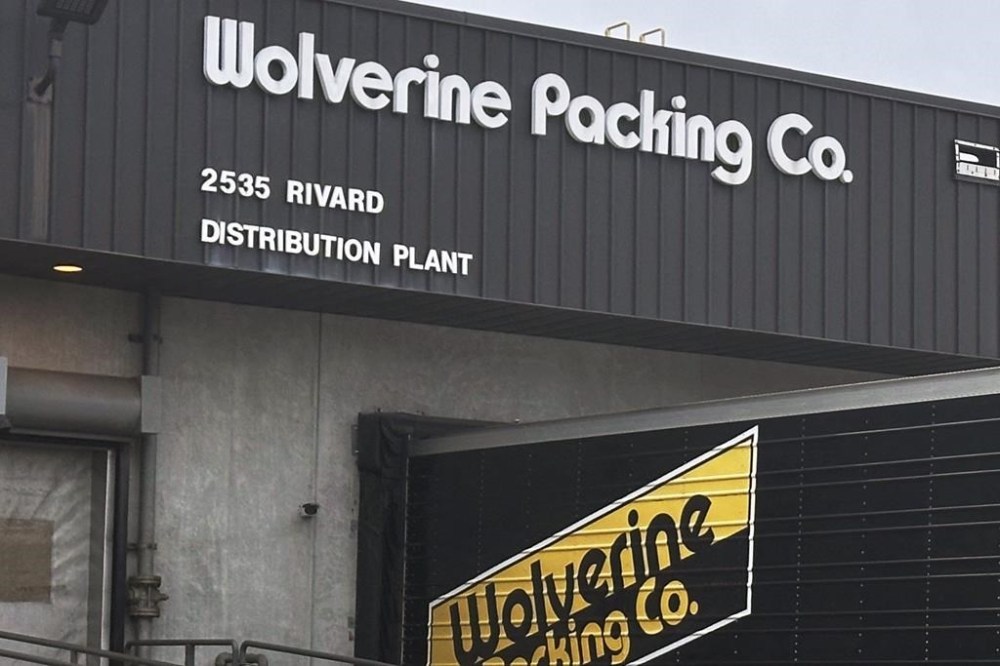 Wolverine Packing Co.
2535 RIVARD
DISTRIBUTION PLANT
Wolverine
Packing Co.